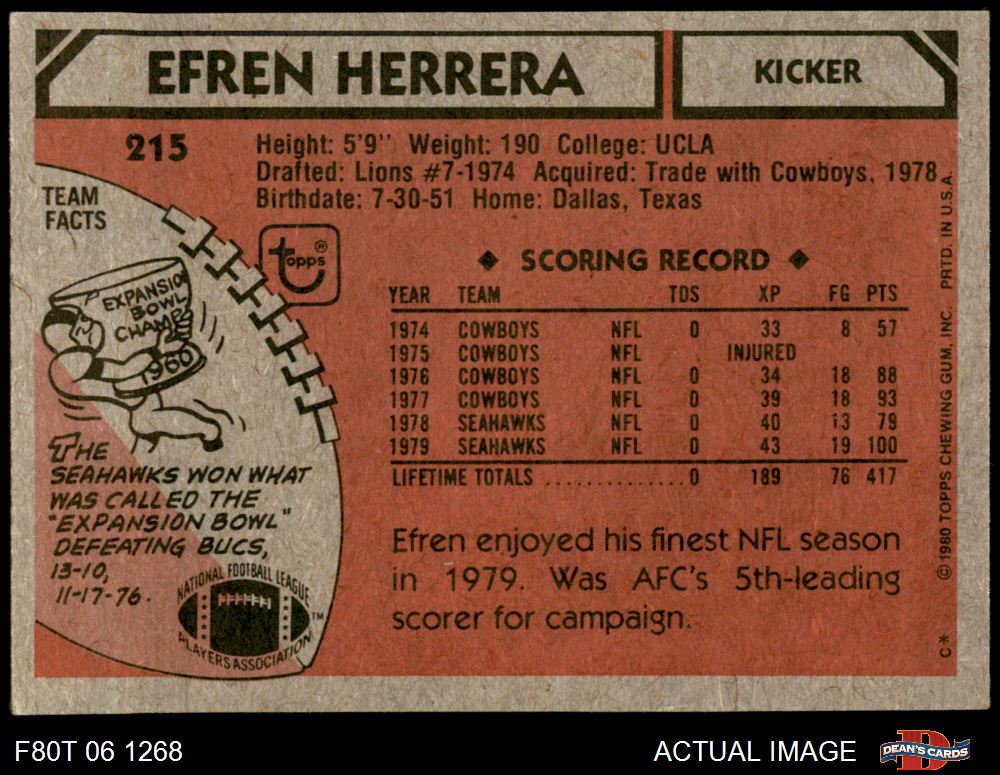 EFREN HERRERA
KICKER
215
Height: 5'9" Weight: 190 College: UCLA
Drafted: Lions #7-1974 Acquired: Trade with Cowboys, 1978.
Birthdate: 7-30-51 Home: Dallas, Texas
TEAM
FACTS
EXPANSION
BOWL
CHAMP
1960
THE
SEAHAWKS WON WHAT
WAS CALLED THE
"EXPANSION BOWL"
DEFEATING BUCS,
13-10,
11-17-76.
NATIONAL FOOTBALL LEAGUE
PLAYERS ASSOCIATION
TM
topps ®
◆ SCORING RECORD ◆
YEAR TEAM TDS XP FG PTS
1974 COWBOYS NFL 0 33 8 57
1975 COWBOYS NFL INJURED
1976 COWBOYS NFL 0 34 18 88
1977 COWBOYS NFL 0 39 18 93
1978 SEAHAWKS NFL 0 40 13 79
1979 SEAHAWKS NFL 0 43 19 100
LIFETIME TOTALS ..............0 189 76 417
Efren enjoyed his finest NFL season
in 1979. Was AFC's 5th-leading
scorer for campaign.
© 1980 TOPPS CHEWING GUM, INC. PRTD. IN U.S.A.
C*
F80T 06 1268
ACTUAL IMAGE
DEAN'S CARDS